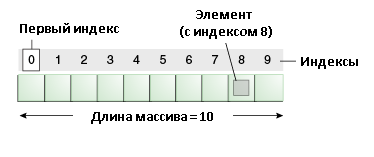 Элемент
(с индексом 8)
Первый индекс
0 1 2 3 4 5 6 7 8 9
Индексы
Длина массива = 10